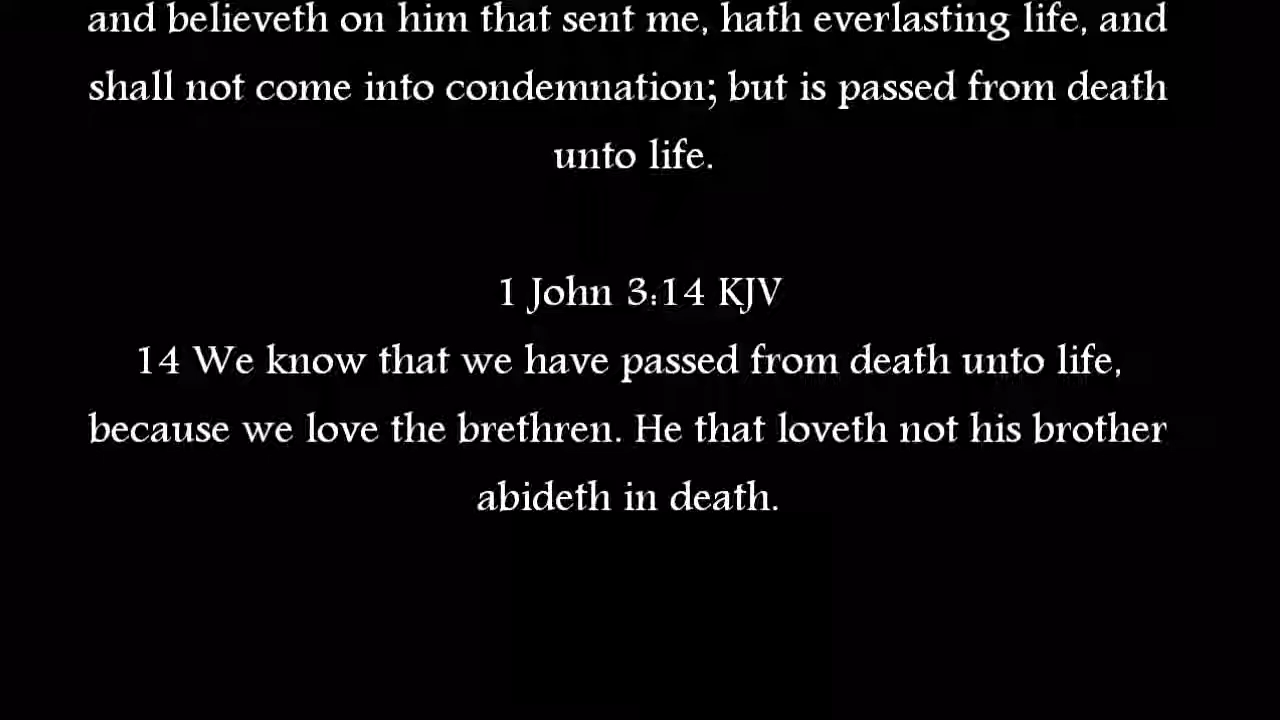 and believeth on him that sent me, hath everlasting life, and
shall not come into condemnation; but is passed from death
unto life.
1 John 3:14 KJV
14 We know that we have passed from death unto life,
because we love the brethren. He that loveth not his brother
abideth in death.